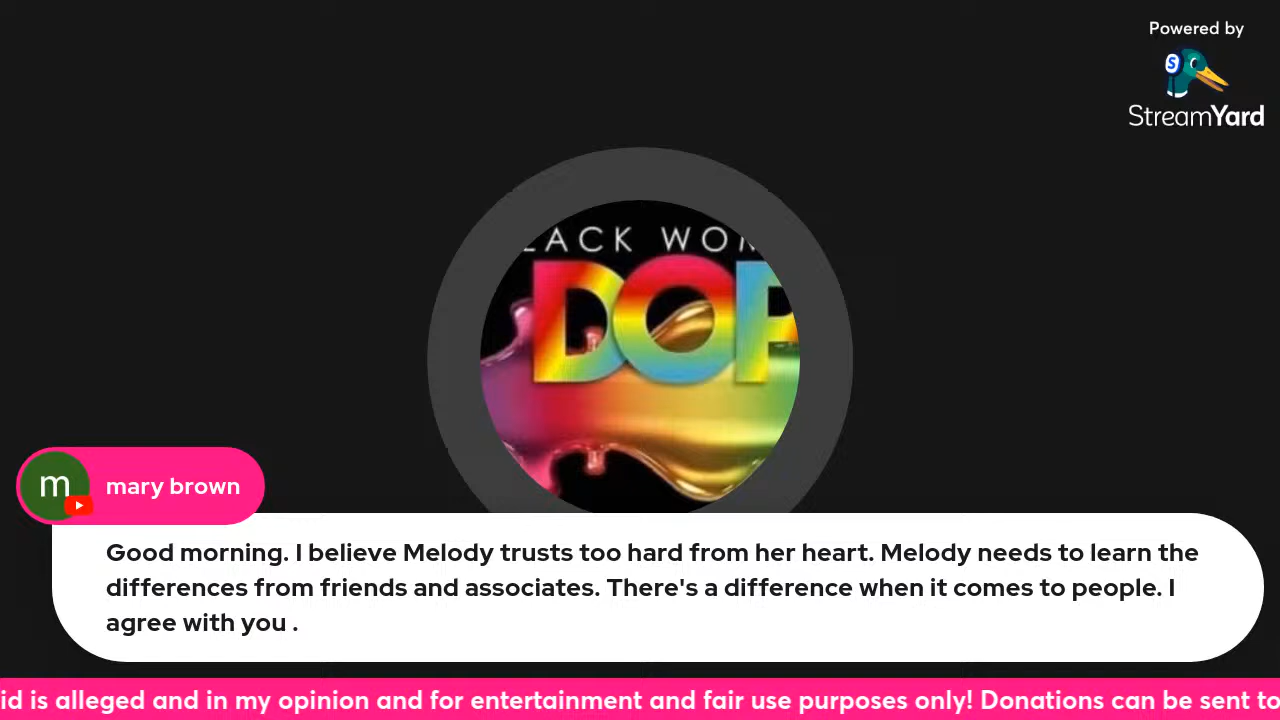 Powered by
S
StreamYard
LACK WOM
DOP
m
mary brown
Good morning. I believe Melody trusts too hard from her heart. Melody needs to learn the
differences from friends and associates. There's a difference when it comes to people. I
agree with you .
id is alleged and in my opinion and for entertainment and fair use purposes only! Donations can be sent to